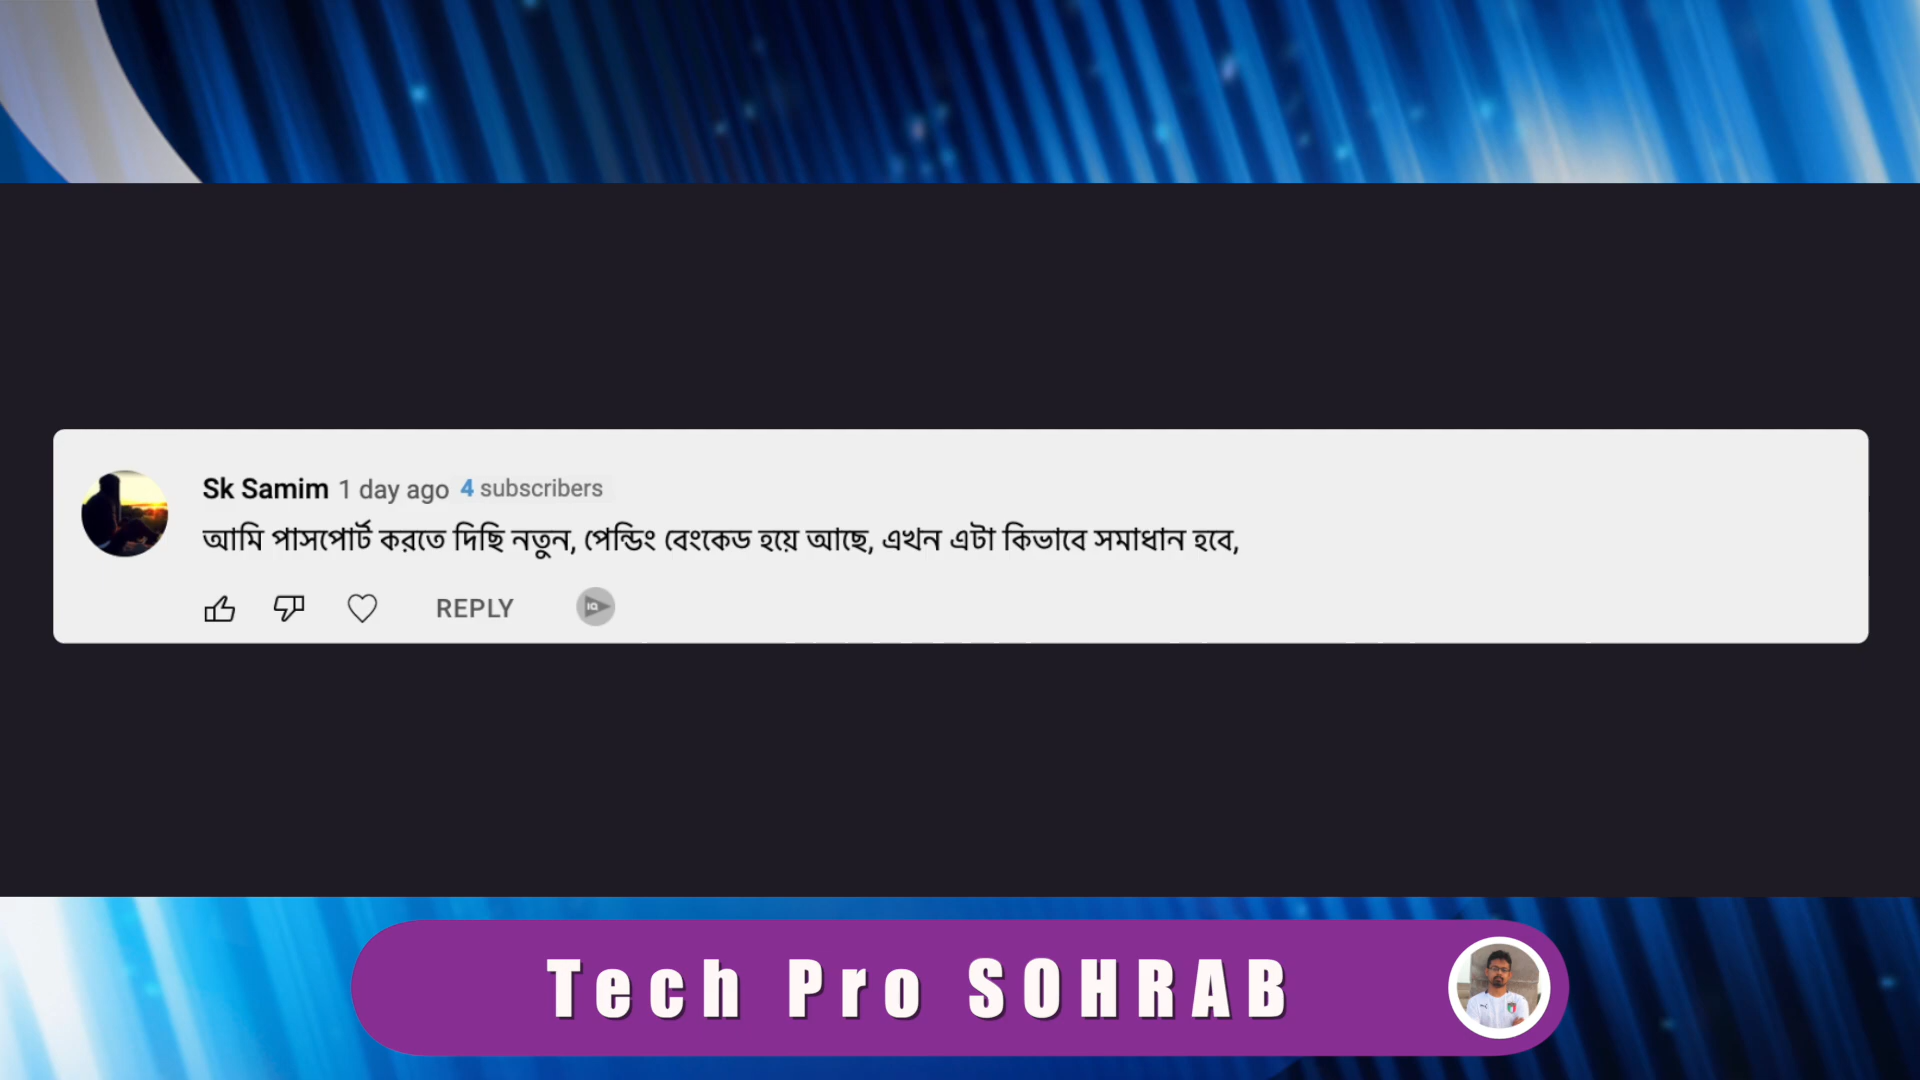 Sk Samim 1 day ago 4 subscribers
আমি পাসপোর্ট করতে দিছি নতুন, পেন্ডিং বেংকেড হয়ে আছে, এখন এটা কিভাবে সমাধান হবে,
REPLY
IQ
Tech Pro SOHRAB